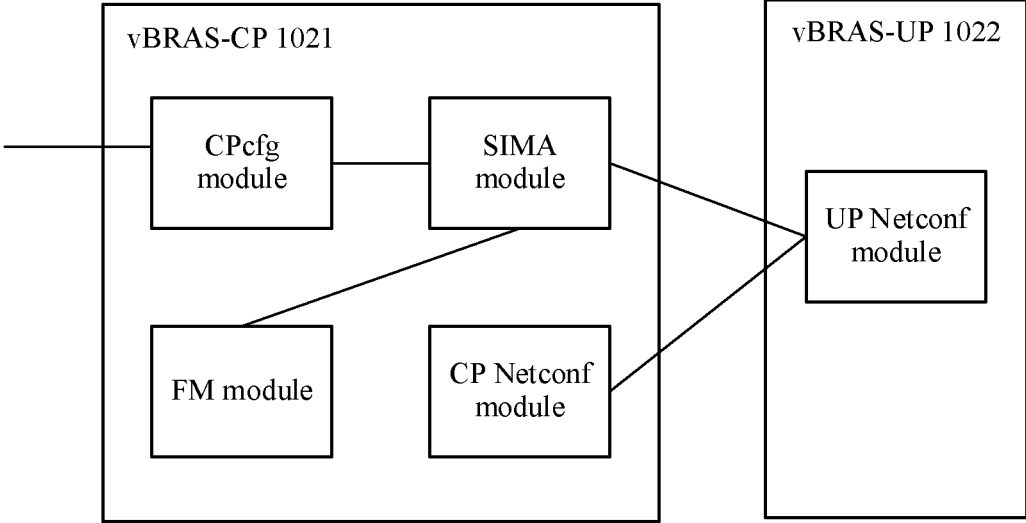 vBRAS-CP 1021
CPcfg
module
SIMA
module
FM module
CP Netconf
module
vBRAS-UP 1022
UP Netconf
module